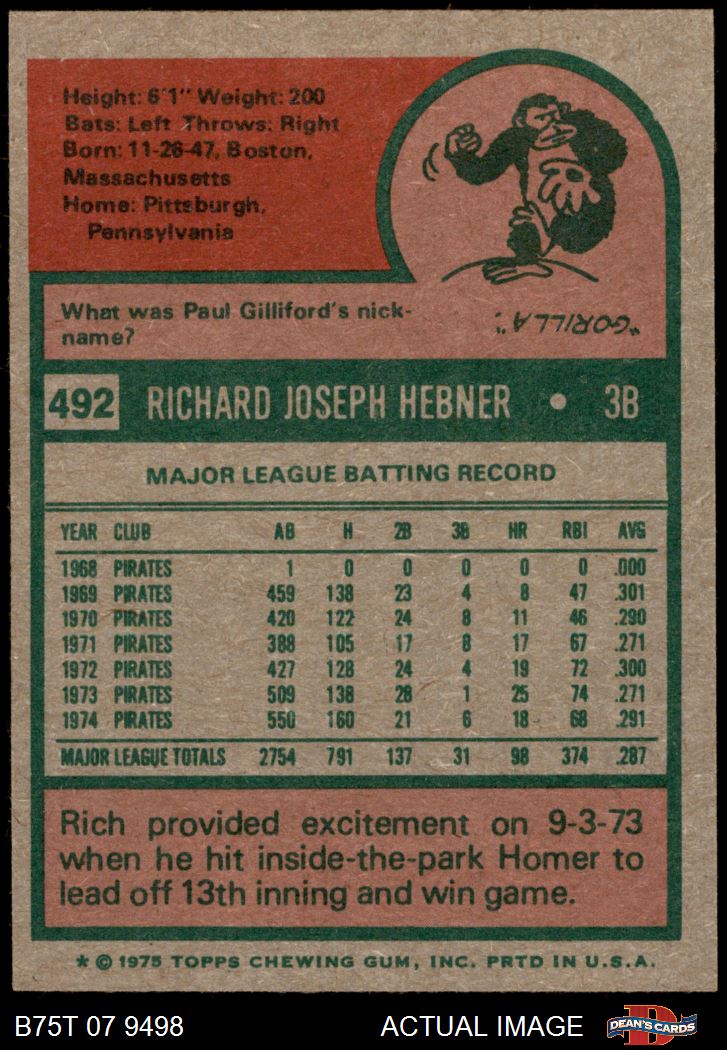 Height: 6'1" Weight: 200
Bats: Left Throws: Right
Born: 11-26-47, Boston,
Massachusetts
Home: Pittsburgh,
Pennsylvania
What was Paul Gilliford's nick-
name?
"GORILLA".
492 RICHARD JOSEPH HEBNER • 3B
MAJOR LEAGUE BATTING RECORD
YEAR CLUB AB H 2B 3B HR RBI AVG
1968 PIRATES 1 0 0 0 0 0 .000
1969 PIRATES 459 138 23 4 8 47 .301
1970 PIRATES 420 122 24 8 11 46 .290
1971 PIRATES 388 105 17 8 17 67 .271
1972 PIRATES 427 128 24 4 19 72 .300
1973 PIRATES 509 138 28 1 25 74 .271
1974 PIRATES 550 160 21 6 18 68 .291
MAJOR LEAGUE TOTALS 2754 791 137 31 98 374 .287
Rich provided excitement on 9-3-73
when he hit inside-the-park Homer to
lead off 13th inning and win game.
* © 1975 TOPPS CHEWING GUM, INC. PRTD IN U.S.A.
B75T 07 9498 ACTUAL IMAGE DEAN'S CARDS